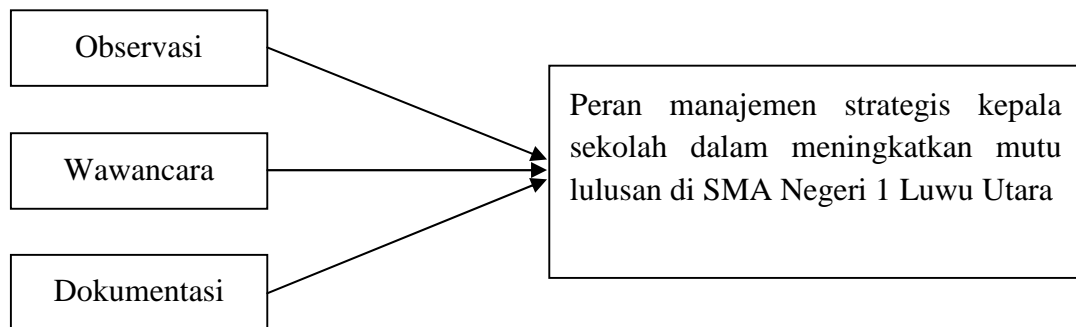 Observasi
Wawancara
Dokumentasi
Peran manajemen strategis kepala
sekolah dalam meningkatkan mutu
lulusan di SMA Negeri 1 Luwu Utara